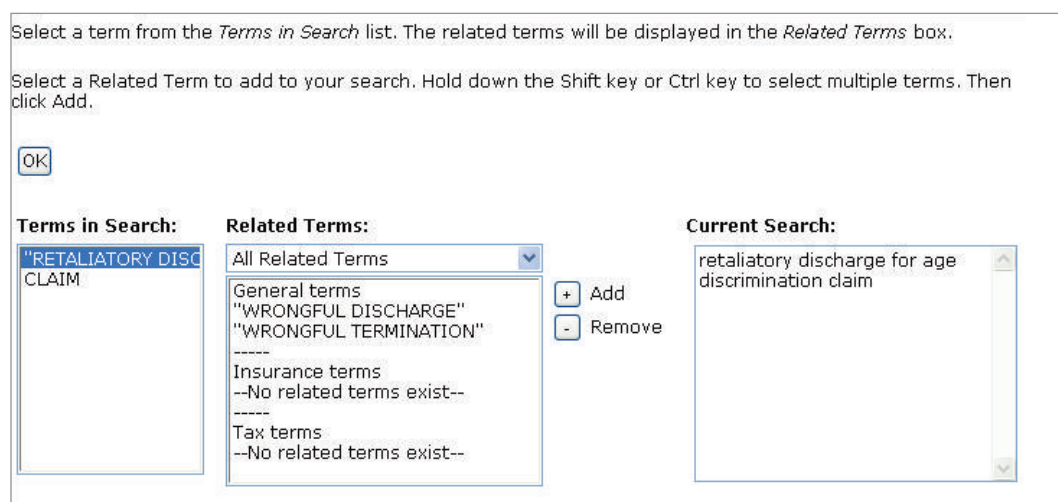 Select a term from the Terms in Search list. The related terms will be displayed in the Related Terms box.
Select a Related Term to add to your search. Hold down the Shift key or Ctrl key to select multiple terms. Then
click Add.
OK
Terms in Search:
"RETALIATORY DISC
CLAIM
Related Terms:
All Related Terms
General terms
"WRONGFUL DISCHARGE"
"WRONGFUL TERMINATION"
-----
Insurance terms
--No related terms exist--
-----
Tax terms
--No related terms exist--
+ Add
- Remove
Current Search:
retaliatory discharge for age
discrimination claim